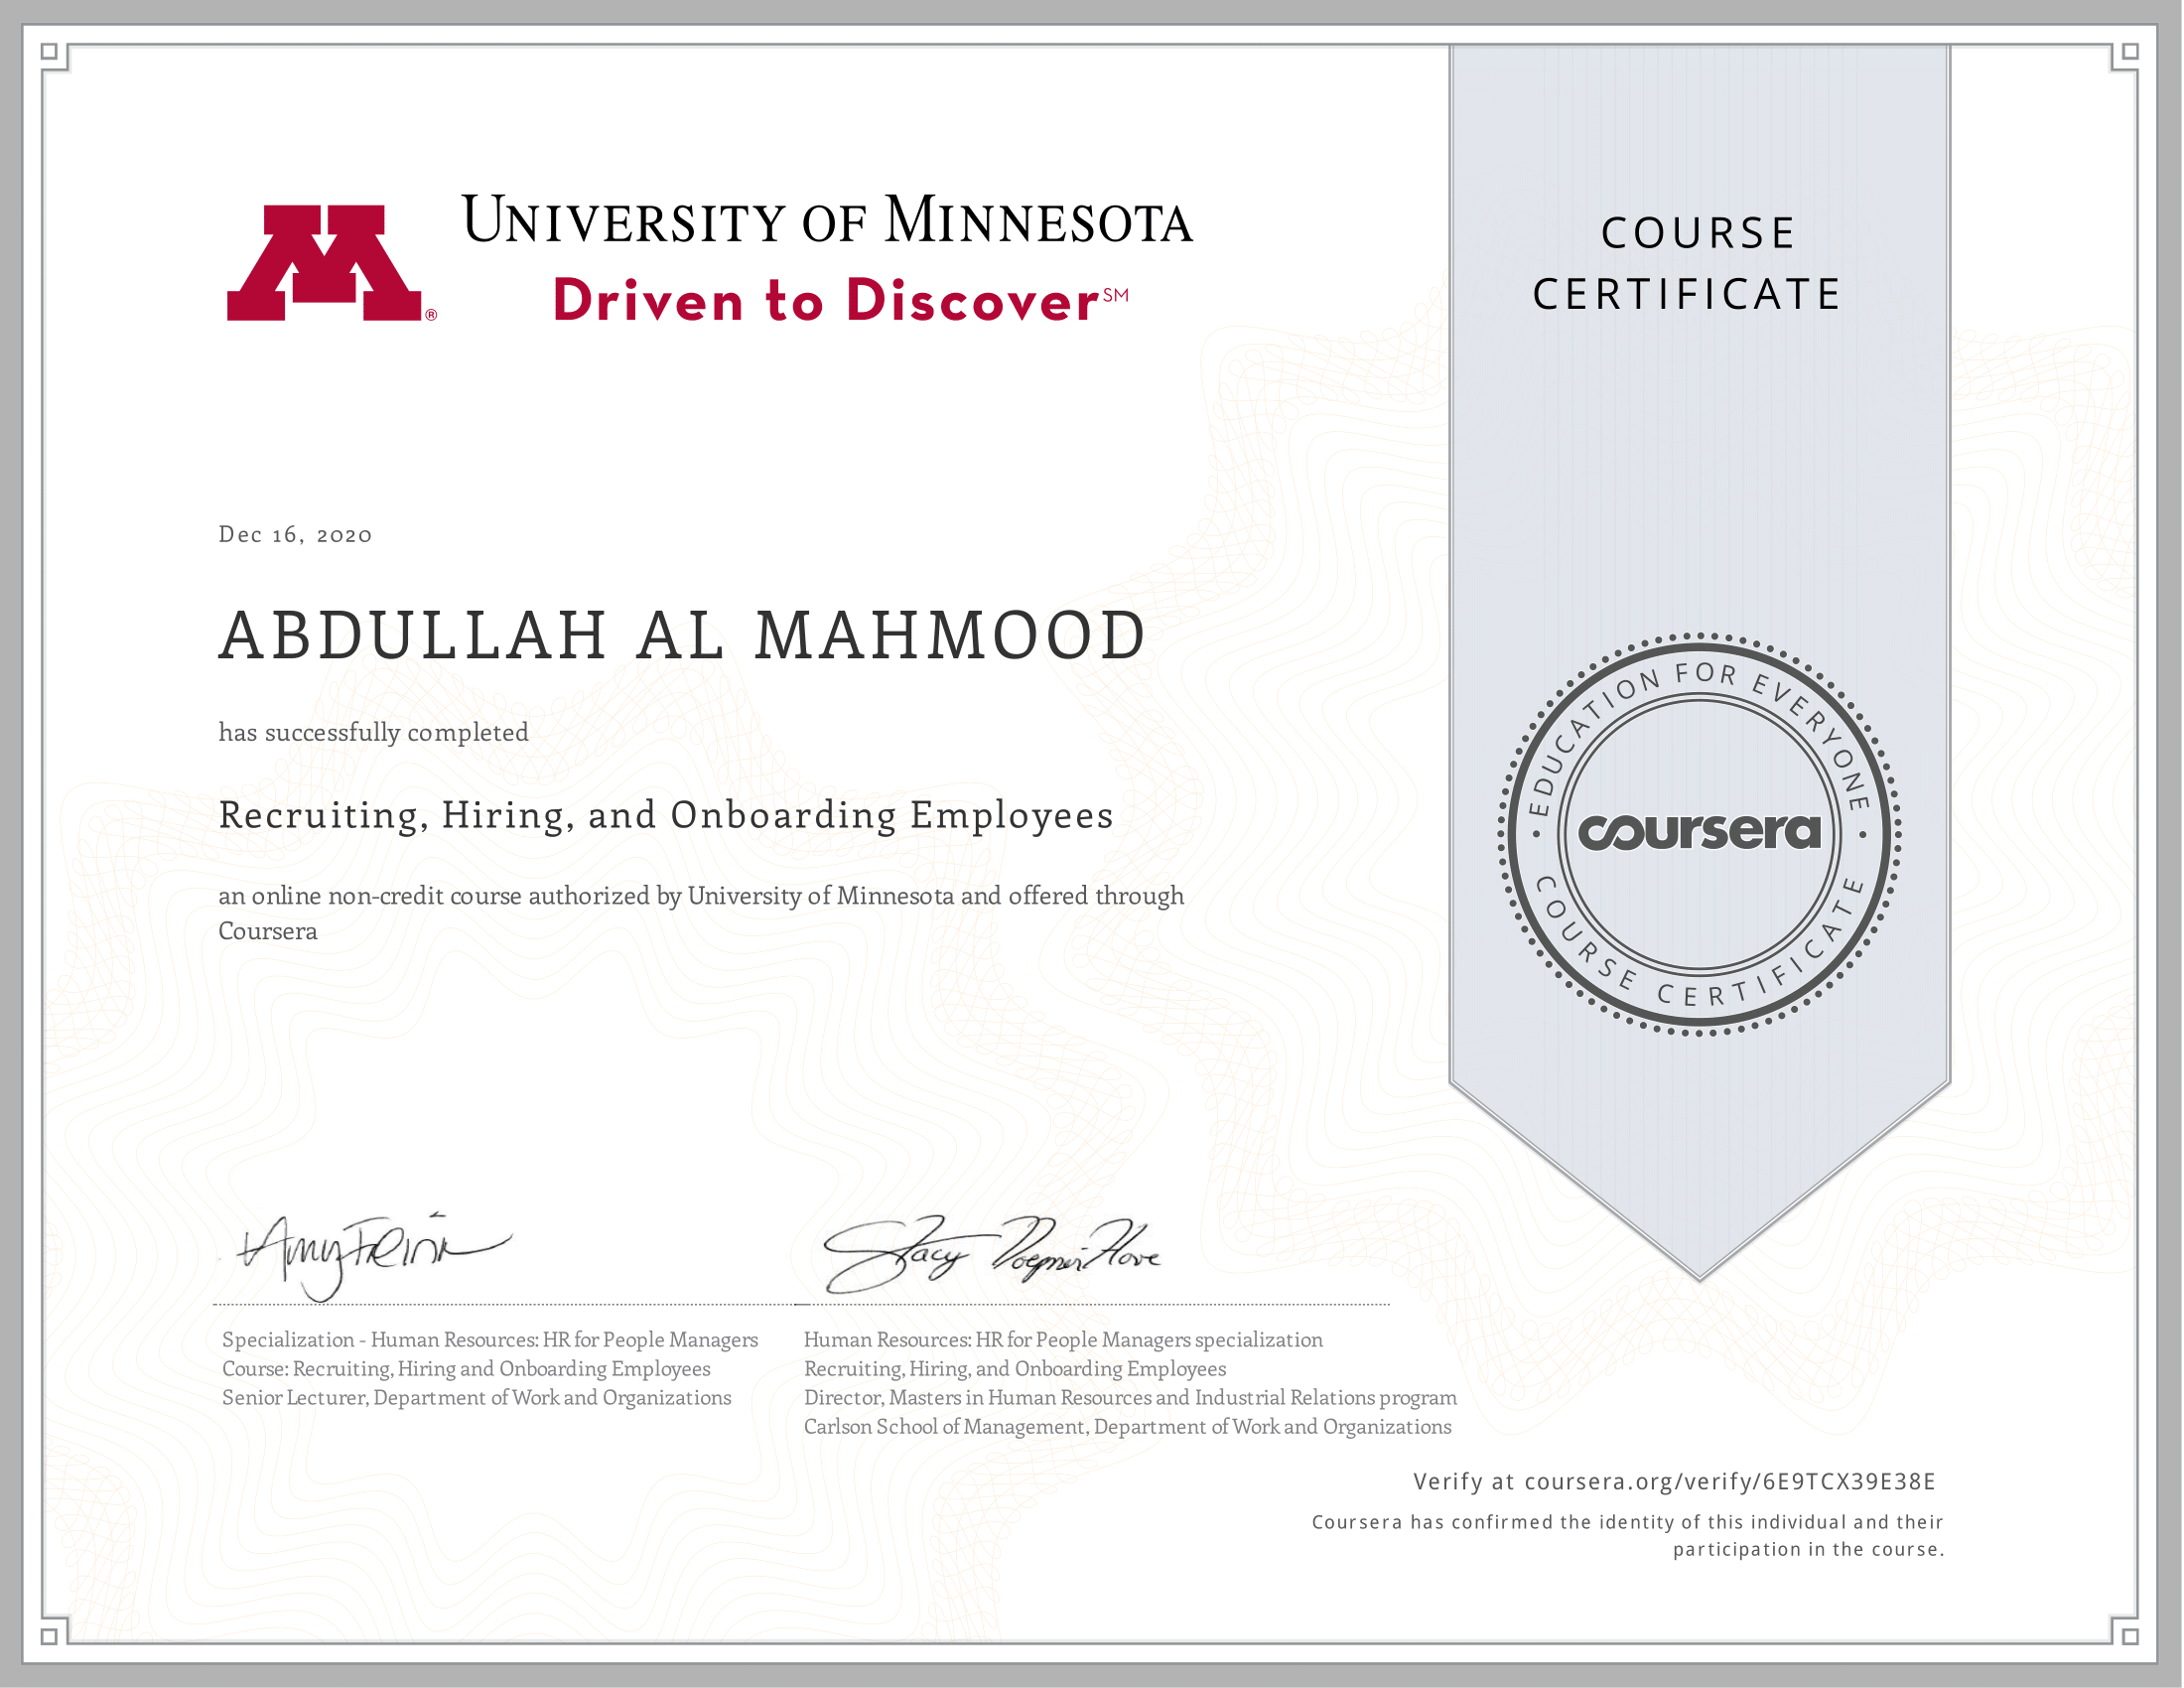 UNIVERSITY OF MINNESOTA
Driven to Discover℠
®
COURSE
CERTIFICATE
Dec 16, 2020
ABDULLAH AL MAHMOOD
has successfully completed
Recruiting, Hiring, and Onboarding Employees
an online non-credit course authorized by University of Minnesota and offered through
Coursera
EDUCATION FOR EVERYONE
coursera
COURSE CERTIFICATE
Stacy Doepner-Hove
Specialization - Human Resources: HR for People Managers
Course: Recruiting, Hiring and Onboarding Employees
Senior Lecturer, Department of Work and Organizations
Human Resources: HR for People Managers specialization
Recruiting, Hiring, and Onboarding Employees
Director, Masters in Human Resources and Industrial Relations program
Carlson School of Management, Department of Work and Organizations
Verify at coursera.org/verify/6E9TCX39E38E
Coursera has confirmed the identity of this individual and their
participation in the course.